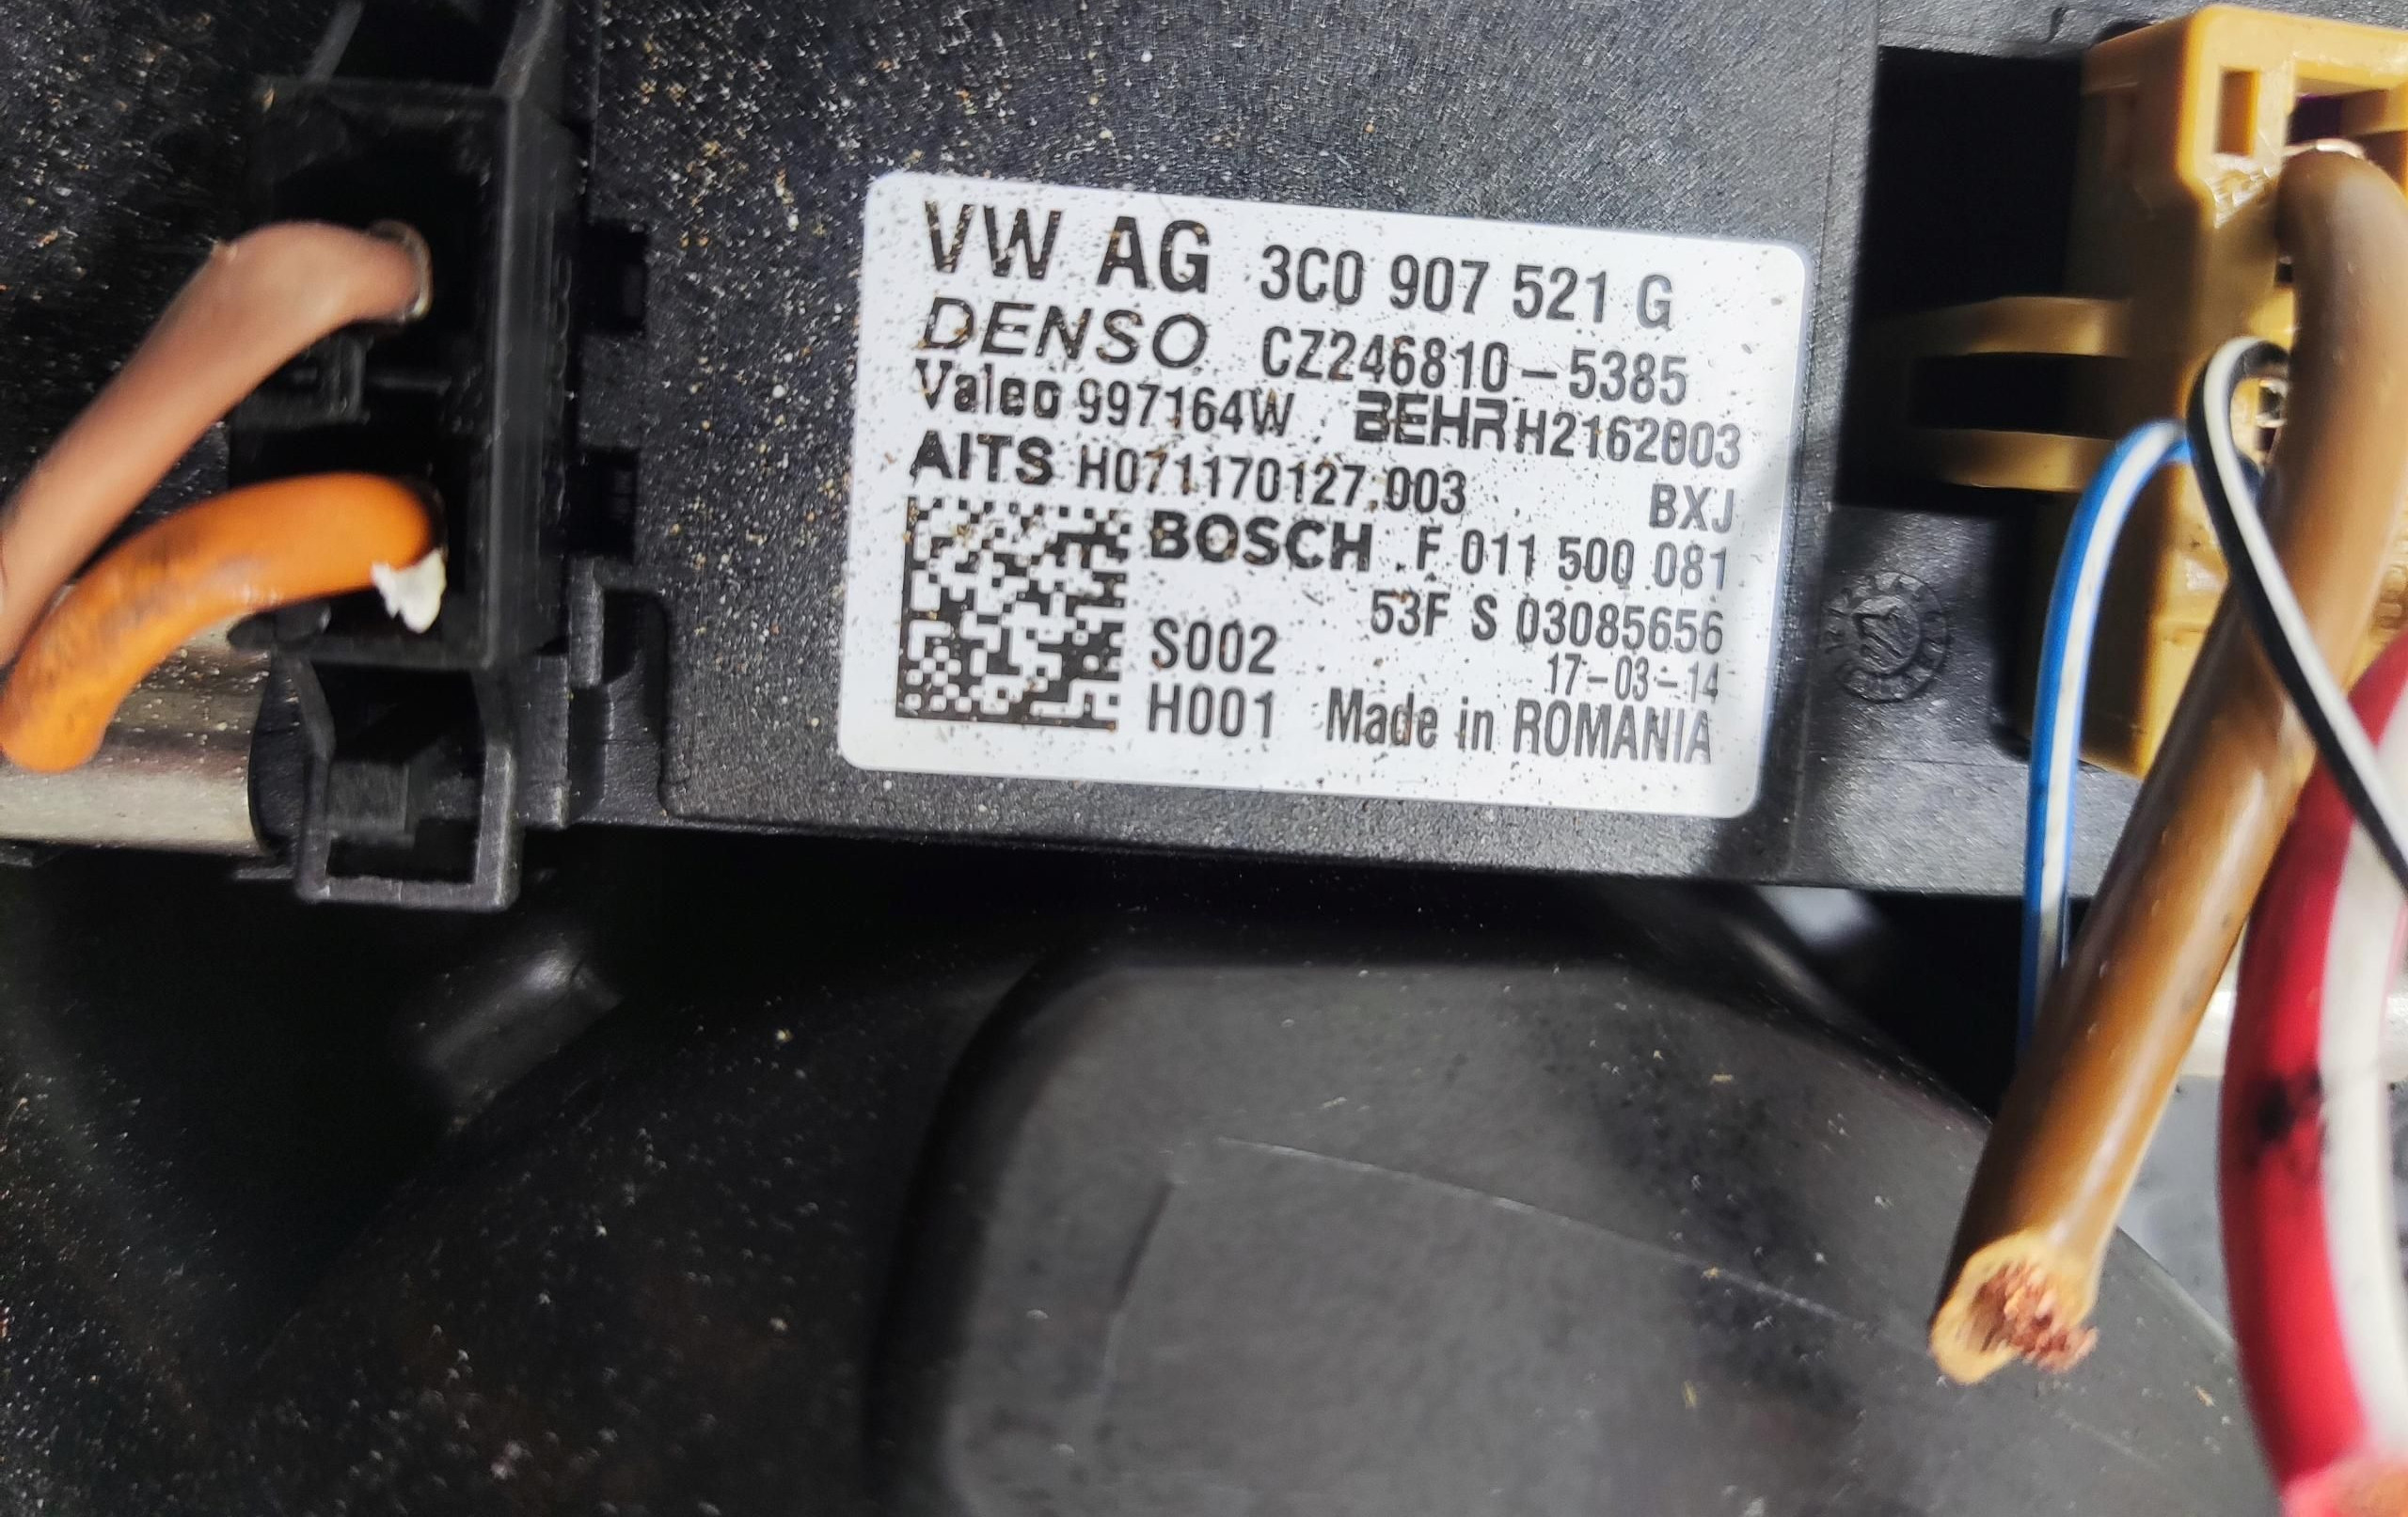 VW AG 3C0 907 521 G
DENSO CZ246810-5385
Valeo 997164W BEHR H2162003
AITS H071170127.003
BXJ
BOSCH F 011 500 081
53F S 03085656
S002
17-03-14
H001 Made in ROMANIA